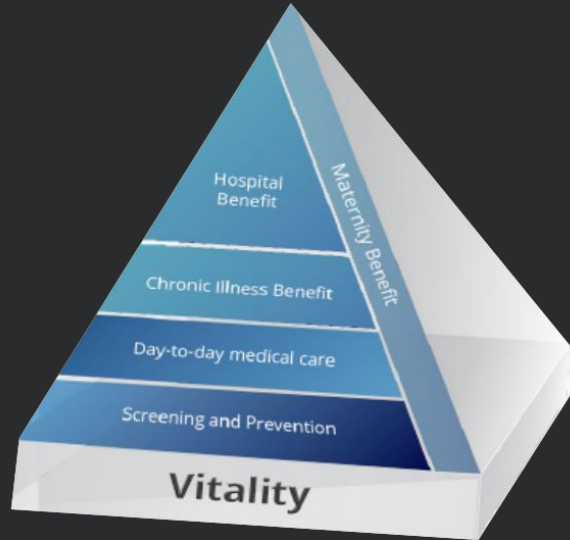 Hospital
Benefit
Maternity Benefit
Chronic Illness Benefit
Day-to-day medical care
Screening and Prevention
Vitality